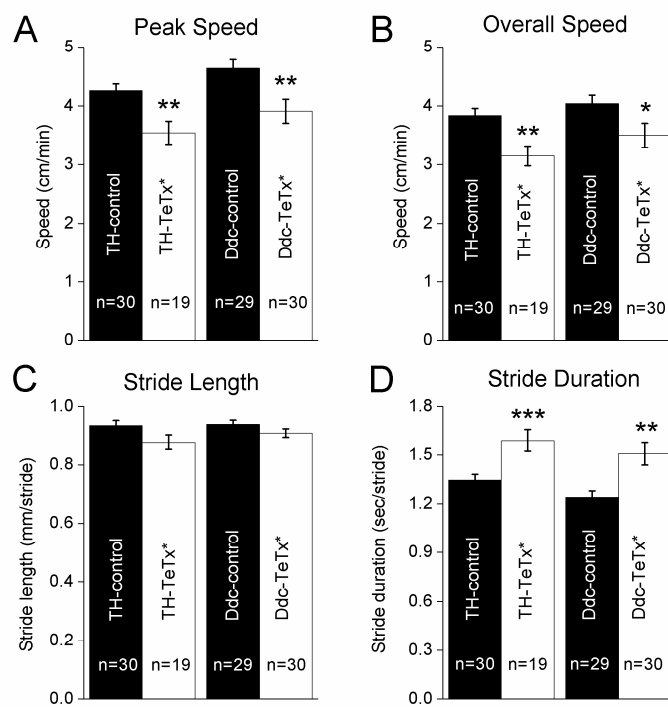 A
Peak Speed
Speed (cm/min)
5
4
3
2
1
0
**
**
TH-control
TH-TeTx*
Ddc-control
Ddc-TeTx*
n=30
n=19
n=29
n=30
B
Overall Speed
Speed (cm/min)
5
4
3
2
1
0
**
*
TH-control
TH-TeTx*
Ddc-control
Ddc-TeTx*
n=30
n=19
n=29
n=30
C
Stride Length
Stride length (mm/stride)
1.0
0.8
0.6
0.4
0.2
0.0
TH-control
TH-TeTx*
Ddc-control
Ddc-TeTx*
n=30
n=19
n=29
n=30
D
Stride Duration
Stride duration (sec/stride)
1.8
1.5
1.2
0.9
0.6
0.3
0.0
***
**
TH-control
TH-TeTx*
Ddc-control
Ddc-TeTx*
n=30
n=19
n=29
n=30